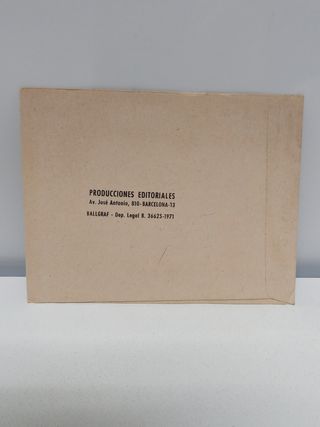 PRODUCCIONES EDITORIALES
Av. José Antonio, 810- BARCELONA-13
VALLGRAF - Dep. Legal B. 36625-1971